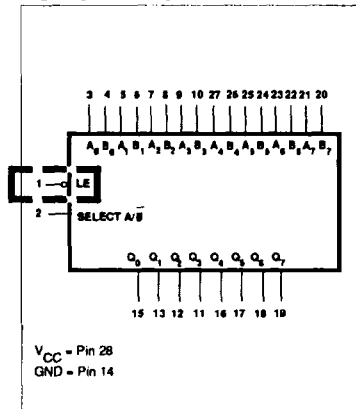 3 4 5 6 7 8 9 10 27 26 25 24 23 22 21 20
A₀ B₀ A₁ B₁ A₂ B₂ A₃ B₃ A₄ B₄ A₅ B₅ A₆ B₆ A₇ B₇
1 LE
2 SELECT A/B̅
Q₀ Q₁ Q₂ Q₃ Q₄ Q₅ Q₆ Q₇
15 13 12 11 16 17 18 19
V_CC = Pin 28
GND = Pin 14